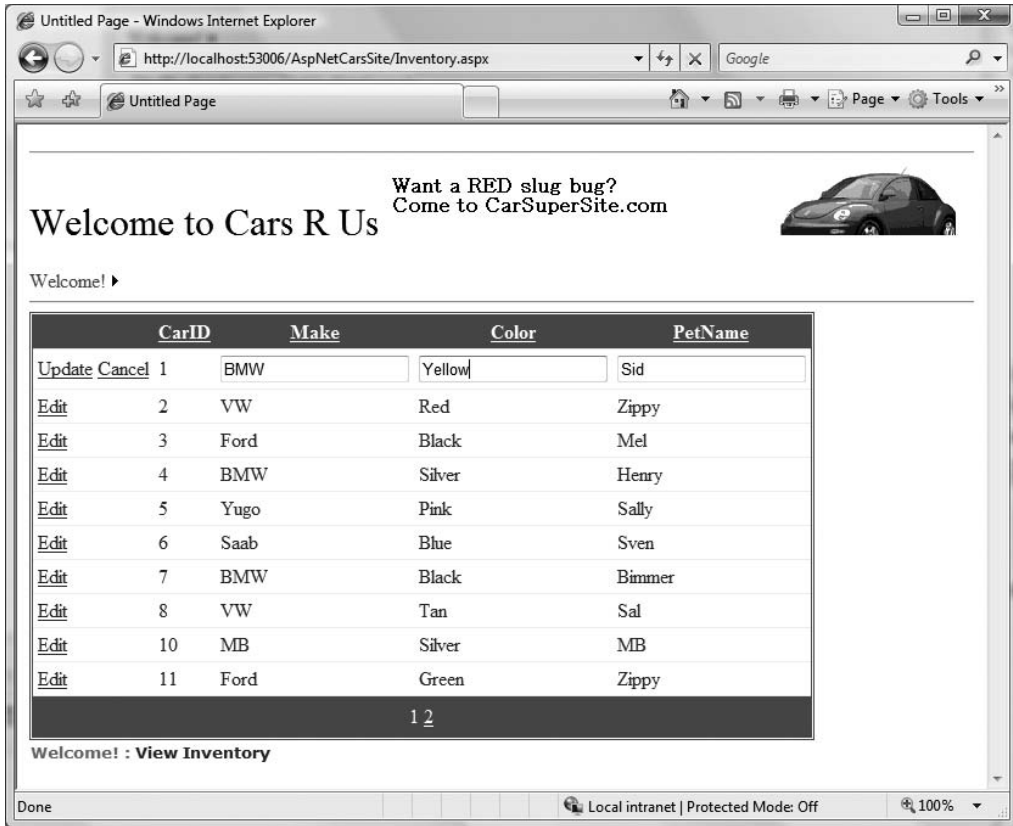 Untitled Page - Windows Internet Explorer
http://localhost:53006/AspNetCarsSite/Inventory.aspx
Google
Untitled Page
Page Tools »
Want a RED slug bug?
Come to CarSuperSite.com
Welcome to Cars R Us
Welcome!
CarID Make Color PetName
Update Cancel 1 BMW Yellow Sid
Edit 2 VW Red Zippy
Edit 3 Ford Black Mel
Edit 4 BMW Silver Henry
Edit 5 Yugo Pink Sally
Edit 6 Saab Blue Sven
Edit 7 BMW Black Bimmer
Edit 8 VW Tan Sal
Edit 10 MB Silver MB
Edit 11 Ford Green Zippy
1 2
Welcome! : View Inventory
Done Local intranet | Protected Mode: Off 100%